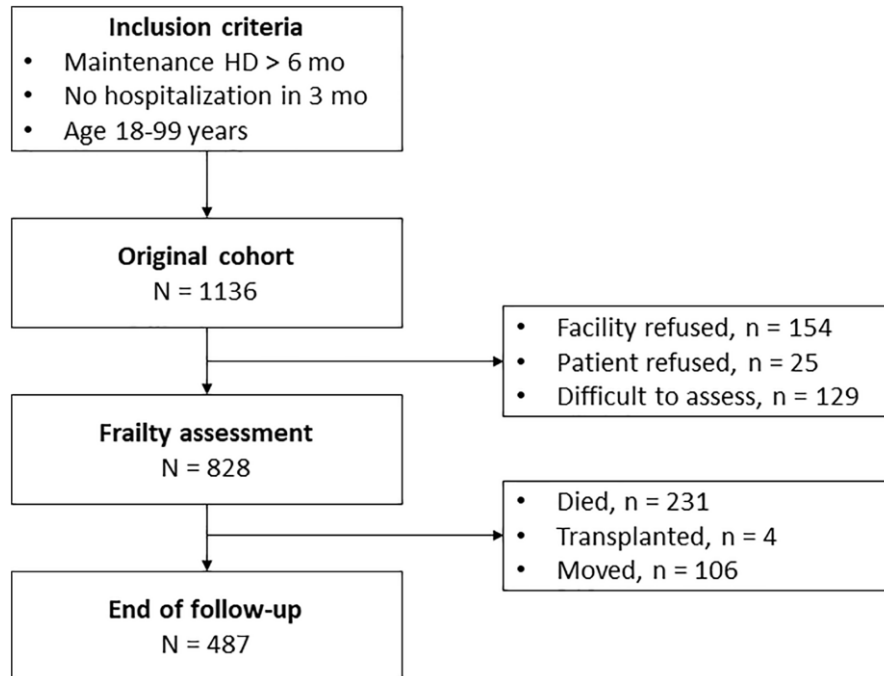 Inclusion criteria
• Maintenance HD > 6 mo
• No hospitalization in 3 mo
• Age 18-99 years
Original cohort
N = 1136
• Facility refused, n = 154
• Patient refused, n = 25
• Difficult to assess, n = 129
Frailty assessment
N = 828
• Died, n = 231
• Transplanted, n = 4
• Moved, n = 106
End of follow-up
N = 487